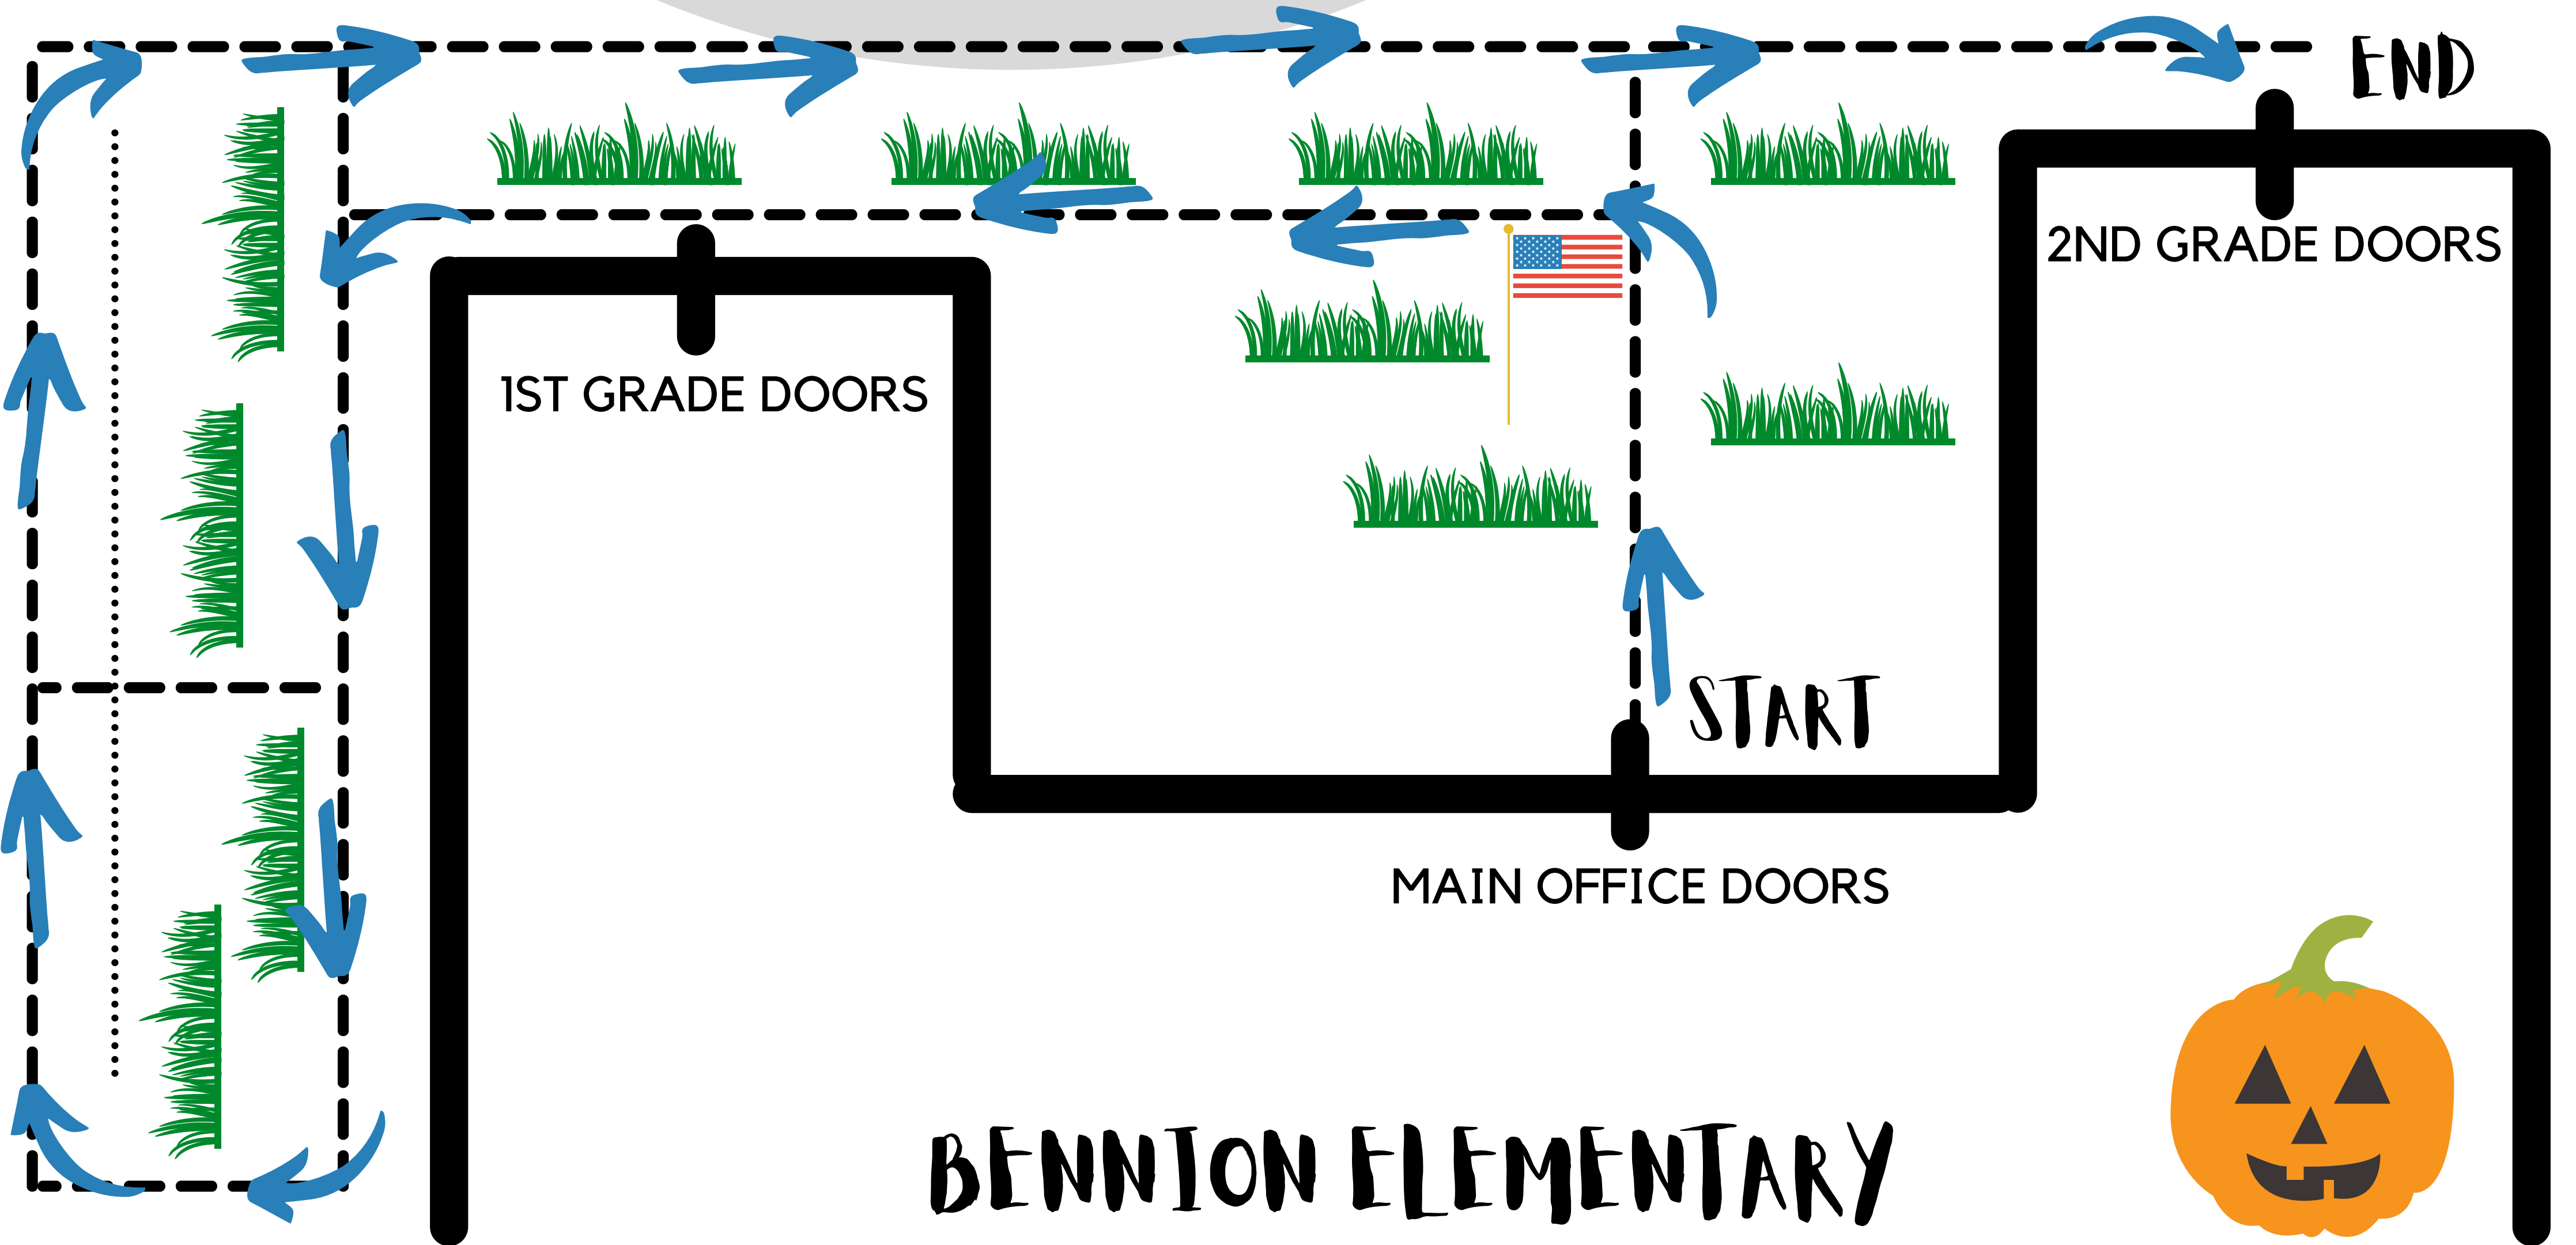 END
2ND GRADE DOORS
1ST GRADE DOORS
START
MAIN OFFICE DOORS
BENNION ELEMENTARY